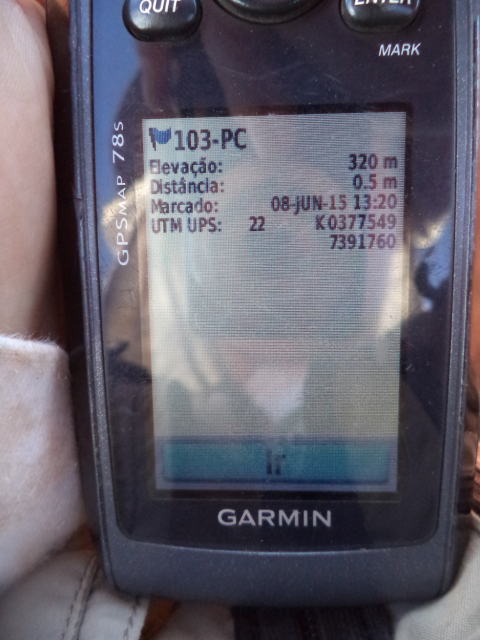 QUIT
ENTER
MARK
GPSMAP 78s
103-PC
Elevação: 320 m
Distância: 0.5 m
Marcado: 08-JUN-15 13:20
UTM UPS: 22 K0377549
7391760
Ir
GARMIN